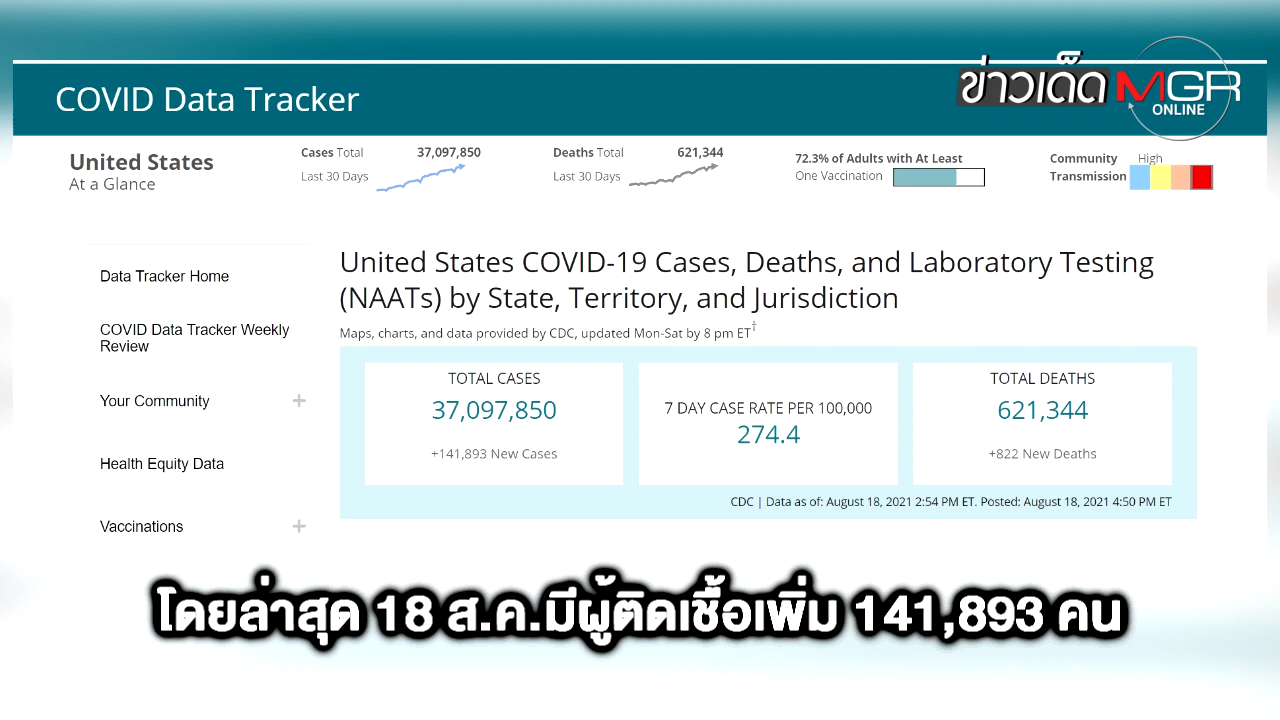 ข่าวเด็ด MGR
ONLINE
COVID Data Tracker
United States
At a Glance
Cases Total 37,097,850
Last 30 Days
Deaths Total 621,344
Last 30 Days
72.3% of Adults with At Least
One Vaccination
Community High
Transmission
Data Tracker Home
COVID Data Tracker Weekly
Review
Your Community +
Health Equity Data
Vaccinations +
United States COVID-19 Cases, Deaths, and Laboratory Testing
(NAATs) by State, Territory, and Jurisdiction
Maps, charts, and data provided by CDC, updated Mon-Sat by 8 pm ET†
TOTAL CASES
37,097,850
+141,893 New Cases
7 DAY CASE RATE PER 100,000
274.4
TOTAL DEATHS
621,344
+822 New Deaths
CDC | Data as of: August 18, 2021 2:54 PM ET. Posted: August 18, 2021 4:50 PM ET
โดยล่าสุด 18 ส.ค.มีผู้ติดเชื้อเพิ่ม 141,893 คน